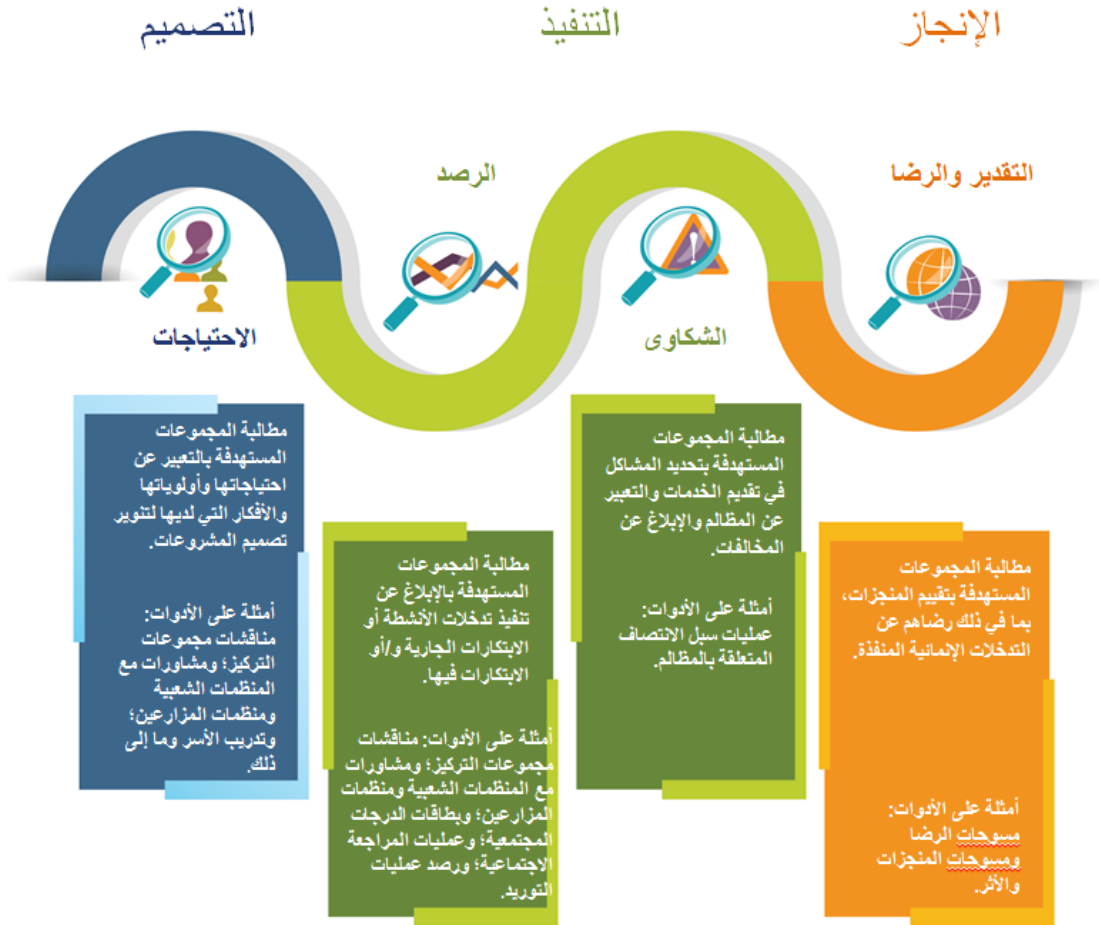 التصميم
التنفيذ
الإنجاز
الاحتياجات
الرصد
الشكاوى
التقدير والرضا
مطالبة المجموعات
المستهدفة بالتعبير عن
احتياجاتها وأولوياتها
والأفكار التي لديها لتنوير
تصميم المشروعات.
أمثلة على الأدوات:
مناقشات مجموعات
التركيز؛ ومشاورات مع
المنظمات الشعبية
ومنظمات المزارعين؛
وتدريب الأسر وما إلى
ذلك.
مطالبة المجموعات
المستهدفة بالإبلاغ عن
تنفيذ تدخلات الأنشطة أو
الابتكارات الجارية و/أو
الابتكارات فيها.
أمثلة على الأدوات: مناقشات
مجموعات التركيز؛ ومشاورات
مع المنظمات الشعبية ومنظمات
المزارعين؛ وبطاقات الدرجات
المجتمعية؛ وعمليات المراجعة
الاجتماعية؛ ورصد عمليات
التوريد.
مطالبة المجموعات
المستهدفة بتحديد المشاكل
في تقديم الخدمات والتعبير
عن المظالم والإبلاغ عن
المخالفات.
أمثلة على الأدوات:
عمليات سبل الانتصاف
المتعلقة بالمظالم.
مطالبة المجموعات
المستهدفة بتقييم المنجزات،
بما في ذلك رضاهم عن
التدخلات الإنمانية المنفذة.
أمثلة على الأدوات:
مسوحات الرضا
ومسوحات المنجزات
والأثر.